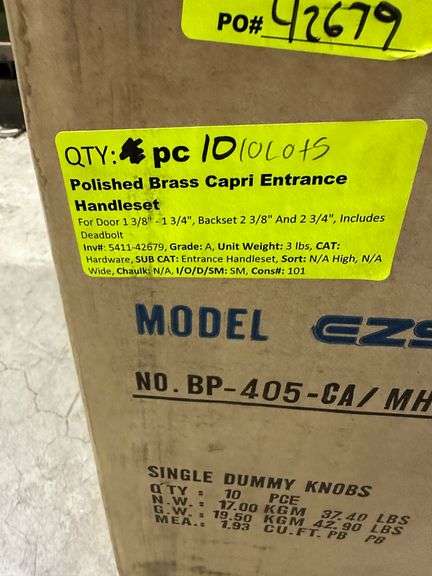 PO# 42679
QTY: pc 10 10 Lots
Polished Brass Capri Entrance
Handleset
For Door 1 3/8" - 1 3/4", Backset 2 3/8" And 2 3/4", Includes
Deadbolt
Inv#: 5411-42679, Grade: A, Unit Weight: 3 lbs, CAT:
Hardware, SUB CAT: Entrance Handleset, Sort: N/A High, N/A
Wide, Chaulk: N/A, I/O/D/SM: SM, Cons#: 101
MODEL EZS
NO. BP-405-CA/ MH
SINGLE DUMMY KNOBS
Q'TY : 10 PCE
N.W. : 17.00 KGM 37.40 LBS
G.W. : 19.50 KGM 42.90 LBS
MEA.: 1.93 CU.FT. PB PB